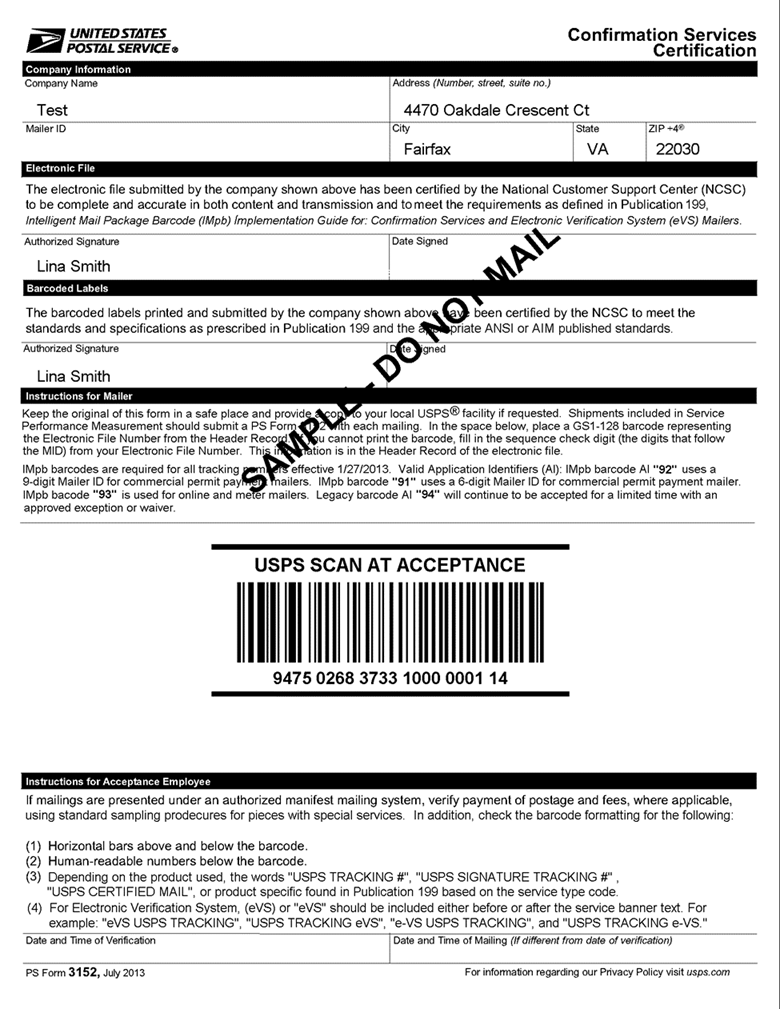 UNITED STATES
POSTAL SERVICE®
Confirmation Services
Certification
Company Information
Company Name
Address (Number, street, suite no.)
Test
4470 Oakdale Crescent Ct
Mailer ID
City
State
ZIP +4®
Fairfax
VA
22030
Electronic File
The electronic file submitted by the company shown above has been certified by the National Customer Support Center (NCSC)
to be complete and accurate in both content and transmission and to meet the requirements as defined in Publication 199,
Intelligent Mail Package Barcode (IMpb) Implementation Guide for: Confirmation Services and Electronic Verification System (eVS) Mailers.
Authorized Signature
Date Signed
Lina Smith
Barcoded Labels
The barcoded labels printed and submitted by the company shown above have been certified by the NCSC to meet the
standards and specifications as prescribed in Publication 199 and the appropriate ANSI or AIM published standards.
Authorized Signature
Date Signed
Lina Smith
SAMPLE - DO NOT MAIL
Instructions for Mailer
Keep the original of this form in a safe place and provide a copy to your local USPS® facility if requested. Shipments included in Service
Performance Measurement should submit a PS Form 3152 with each mailing. In the space below, place a GS1-128 barcode representing
the Electronic File Number from the Header Record. If you cannot print the barcode, fill in the sequence check digit (the digits that follow
the MID) from your Electronic File Number. This information is in the Header Record of the electronic file.
IMpb barcodes are required for all tracking numbers effective 1/27/2013. Valid Application Identifiers (AI): IMpb barcode AI "92" uses a
9-digit Mailer ID for commercial permit payment mailers. IMpb barcode "91" uses a 6-digit Mailer ID for commercial permit payment mailer.
IMpb bacode "93" is used for online and meter mailers. Legacy barcode AI "94" will continue to be accepted for a limited time with an
approved exception or waiver.
USPS SCAN AT ACCEPTANCE
9475 0268 3733 1000 0001 14
Instructions for Acceptance Employee
If mailings are presented under an authorized manifest mailing system, verify payment of postage and fees, where applicable,
using standard sampling prodecures for pieces with special services. In addition, check the barcode formatting for the following:
(1) Horizontal bars above and below the barcode.
(2) Human-readable numbers below the barcode.
(3) Depending on the product used, the words "USPS TRACKING #", "USPS SIGNATURE TRACKING #" ,
"USPS CERTIFIED MAIL", or product specific found in Publication 199 based on the service type code.
(4) For Electronic Verification System, (eVS) or "eVS" should be included either before or after the service banner text. For
example: "eVS USPS TRACKING", "USPS TRACKING eVS", "e-VS USPS TRACKING", and "USPS TRACKING e-VS."
Date and Time of Verification
Date and Time of Mailing (If different from date of verification)
PS Form 3152, July 2013
For information regarding our Privacy Policy visit usps.com